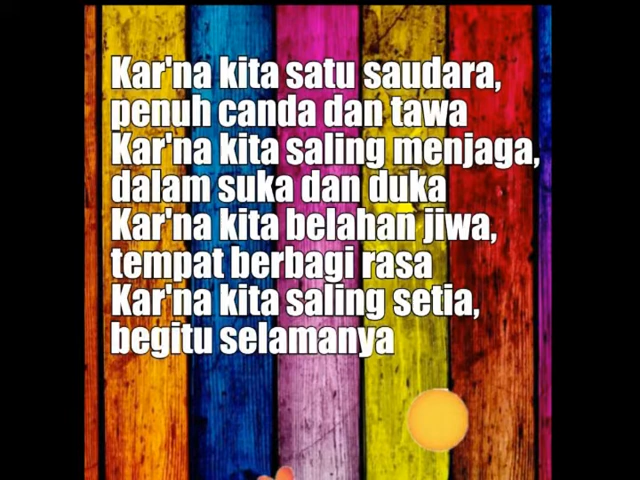 Kar'na kita satu saudara,
penuh canda dan tawa
Kar'na kita saling menjaga,
dalam suka dan duka
Kar'na kita belahan jiwa,
tempat berbagi rasa
Kar'na kita saling setia,
begitu selamanya